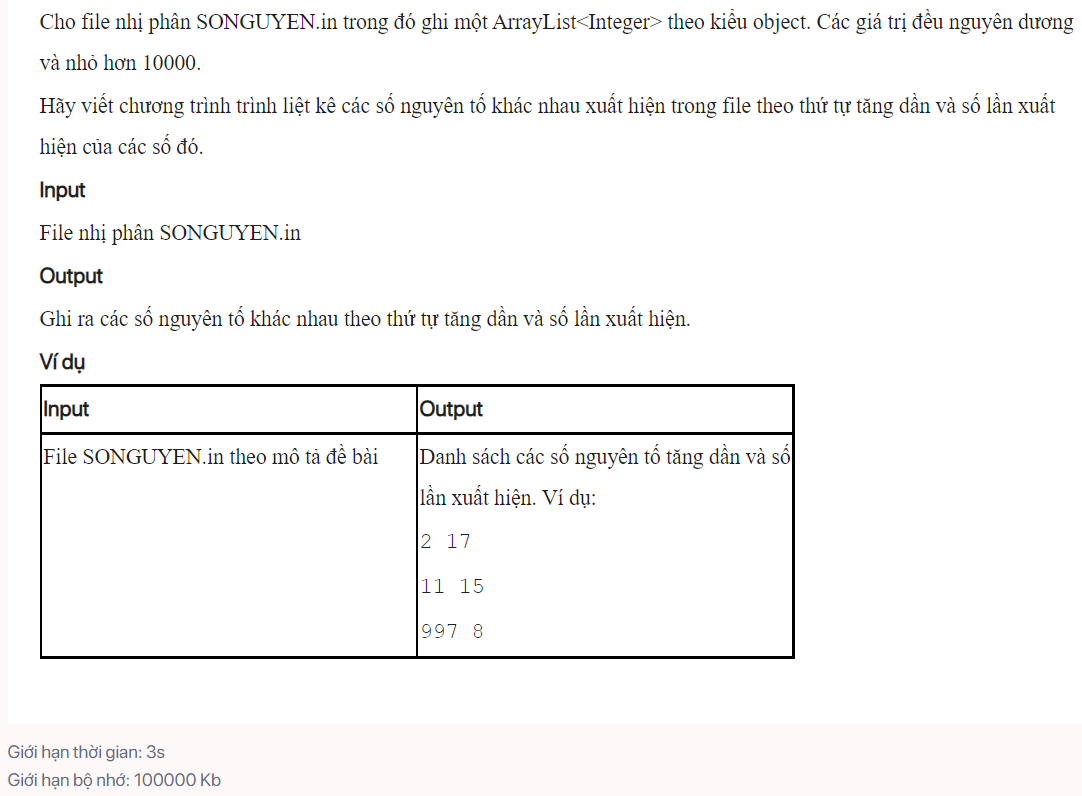 Cho file nhị phân SONGUYEN.in trong đó ghi một ArrayList<Integer> theo kiểu object. Các giá trị đều nguyên dương
và nhỏ hơn 10000.
Hãy viết chương trình trình liệt kê các số nguyên tố khác nhau xuất hiện trong file theo thứ tự tăng dần và số lần xuất
hiện của các số đó.
Input
File nhị phân SONGUYEN.in
Output
Ghi ra các số nguyên tố khác nhau theo thứ tự tăng dần và số lần xuất hiện.
Ví dụ
Input Output
File SONGUYEN.in theo mô tả đề bài Danh sách các số nguyên tố tăng dần và số
lần xuất hiện. Ví dụ:
2 17
11 15
997 8
Giới hạn thời gian: 3s
Giới hạn bộ nhớ: 100000 Kb